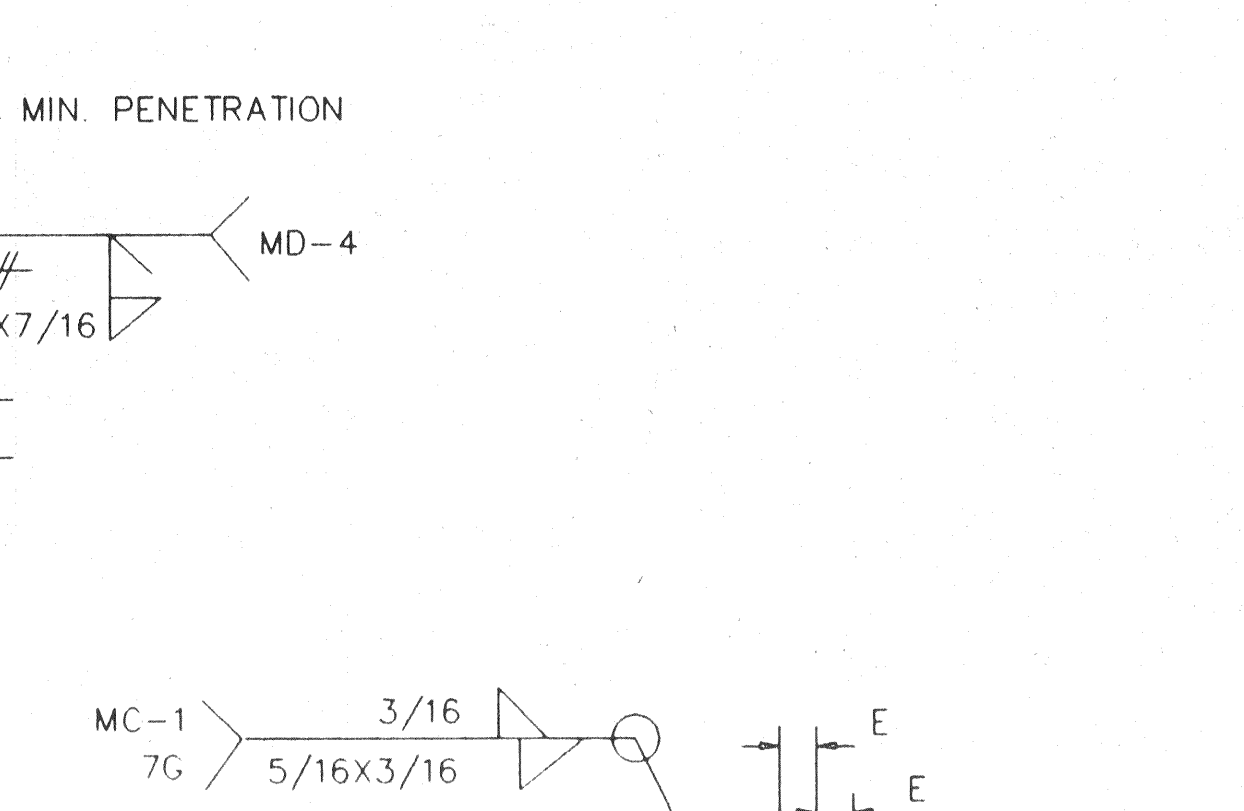 MIN. PENETRATION
MD-4
X7/16
MC-1
3/16
E
7G
5/16X3/16
E